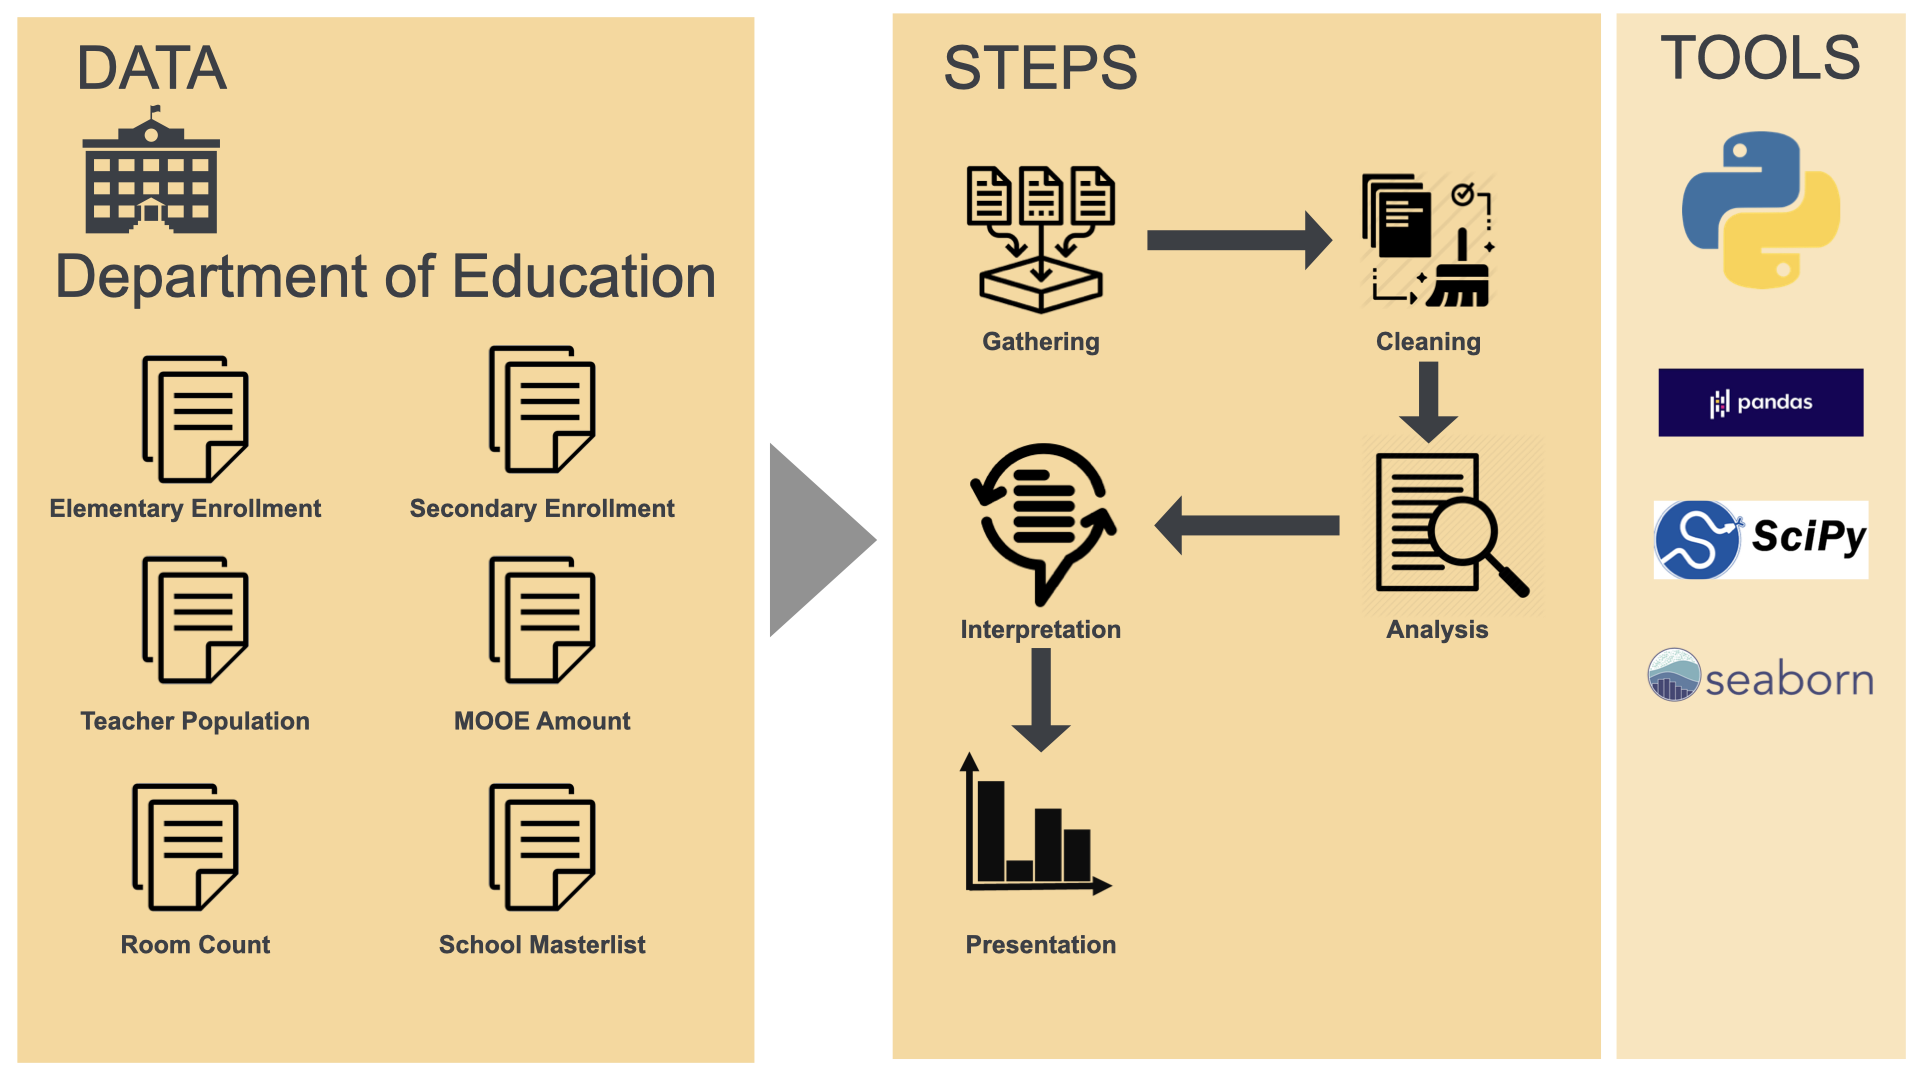 DATA
Department of Education
Elementary Enrollment
Secondary Enrollment
Teacher Population
MOOE Amount
Room Count
School Masterlist
STEPS
Gathering
Cleaning
Interpretation
Analysis
Presentation
TOOLS
pandas
SciPy
seaborn